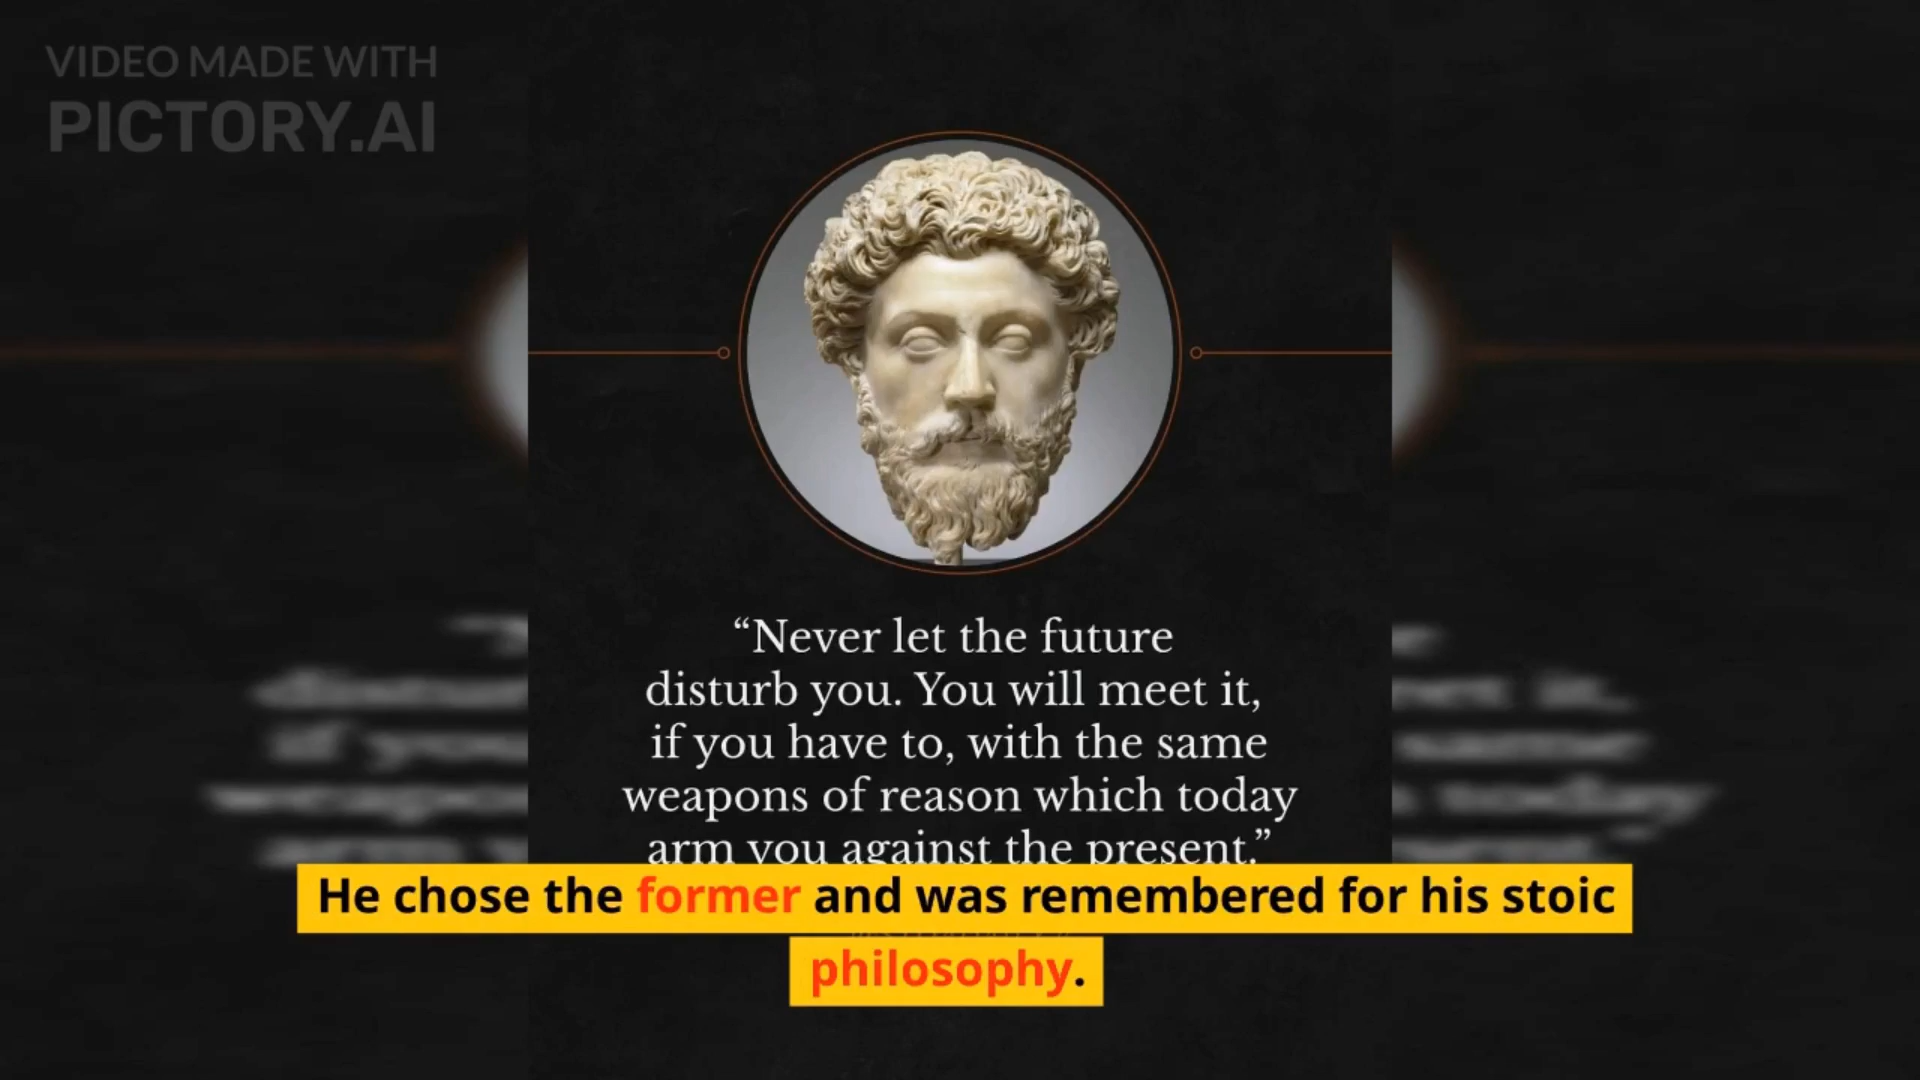 VIDEO MADE WITH
PICTORY.AI
“Never let the future
disturb you. You will meet it,
if you have to, with the same
weapons of reason which today
arm you against the present.”
He chose the former and was remembered for his stoic
philosophy.